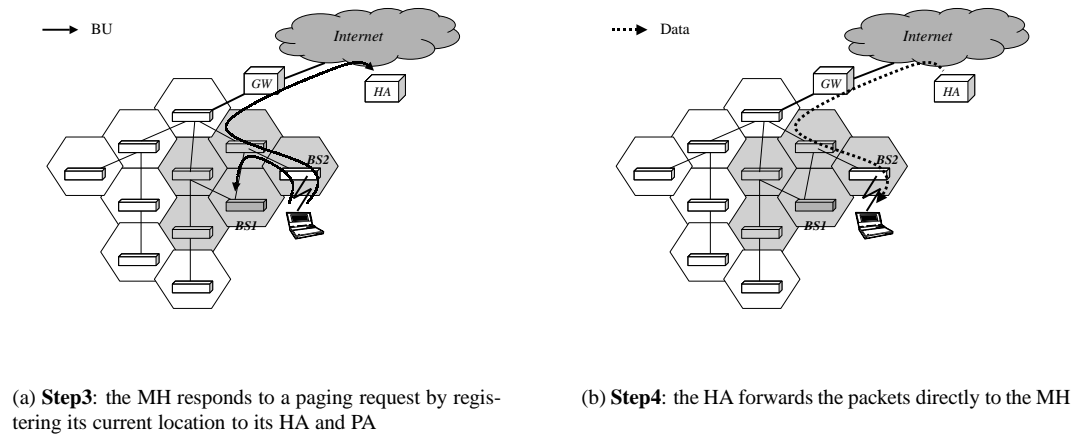 BU
Internet
GW
HA
BS2
BS1
Data
Internet
GW
HA
BS2
BS1
(a) Step3: the MH responds to a paging request by regis-
tering its current location to its HA and PA
(b) Step4: the HA forwards the packets directly to the MH